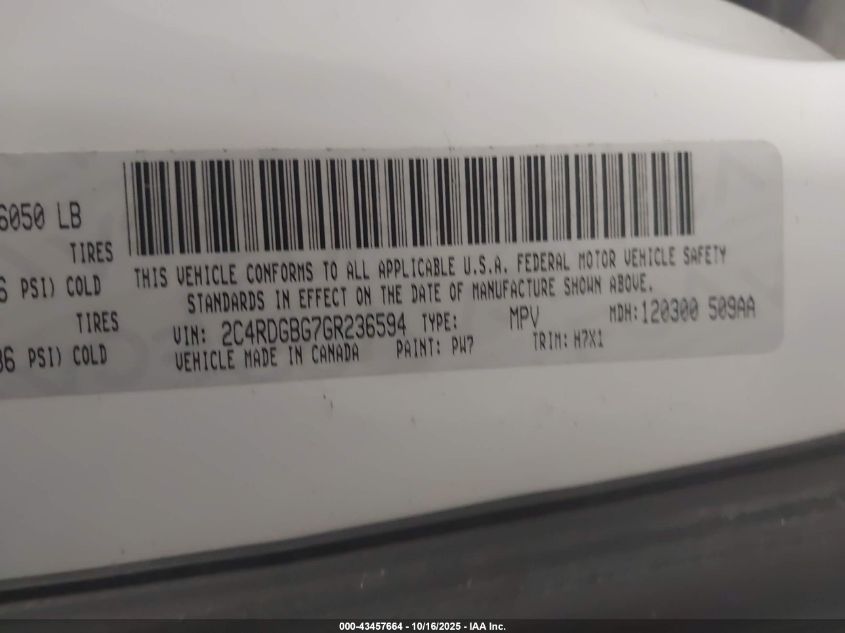 6050 LB
TIRES
6 PSI) COLD
TIRES
36 PSI) COLD
THIS VEHICLE CONFORMS TO ALL APPLICABLE U.S.A. FEDERAL MOTOR VEHICLE SAFETY
STANDARDS IN EFFECT ON THE DATE OF MANUFACTURE SHOWN ABOVE.
VIN: 2C4RDGBG7GR236594 TYPE: MPV MDH: 120300 509AA
VEHICLE MADE IN CANADA PAINT: PW7 TRIM: H7X1
000-43457664 - 10/16/2025 - IAA Inc.